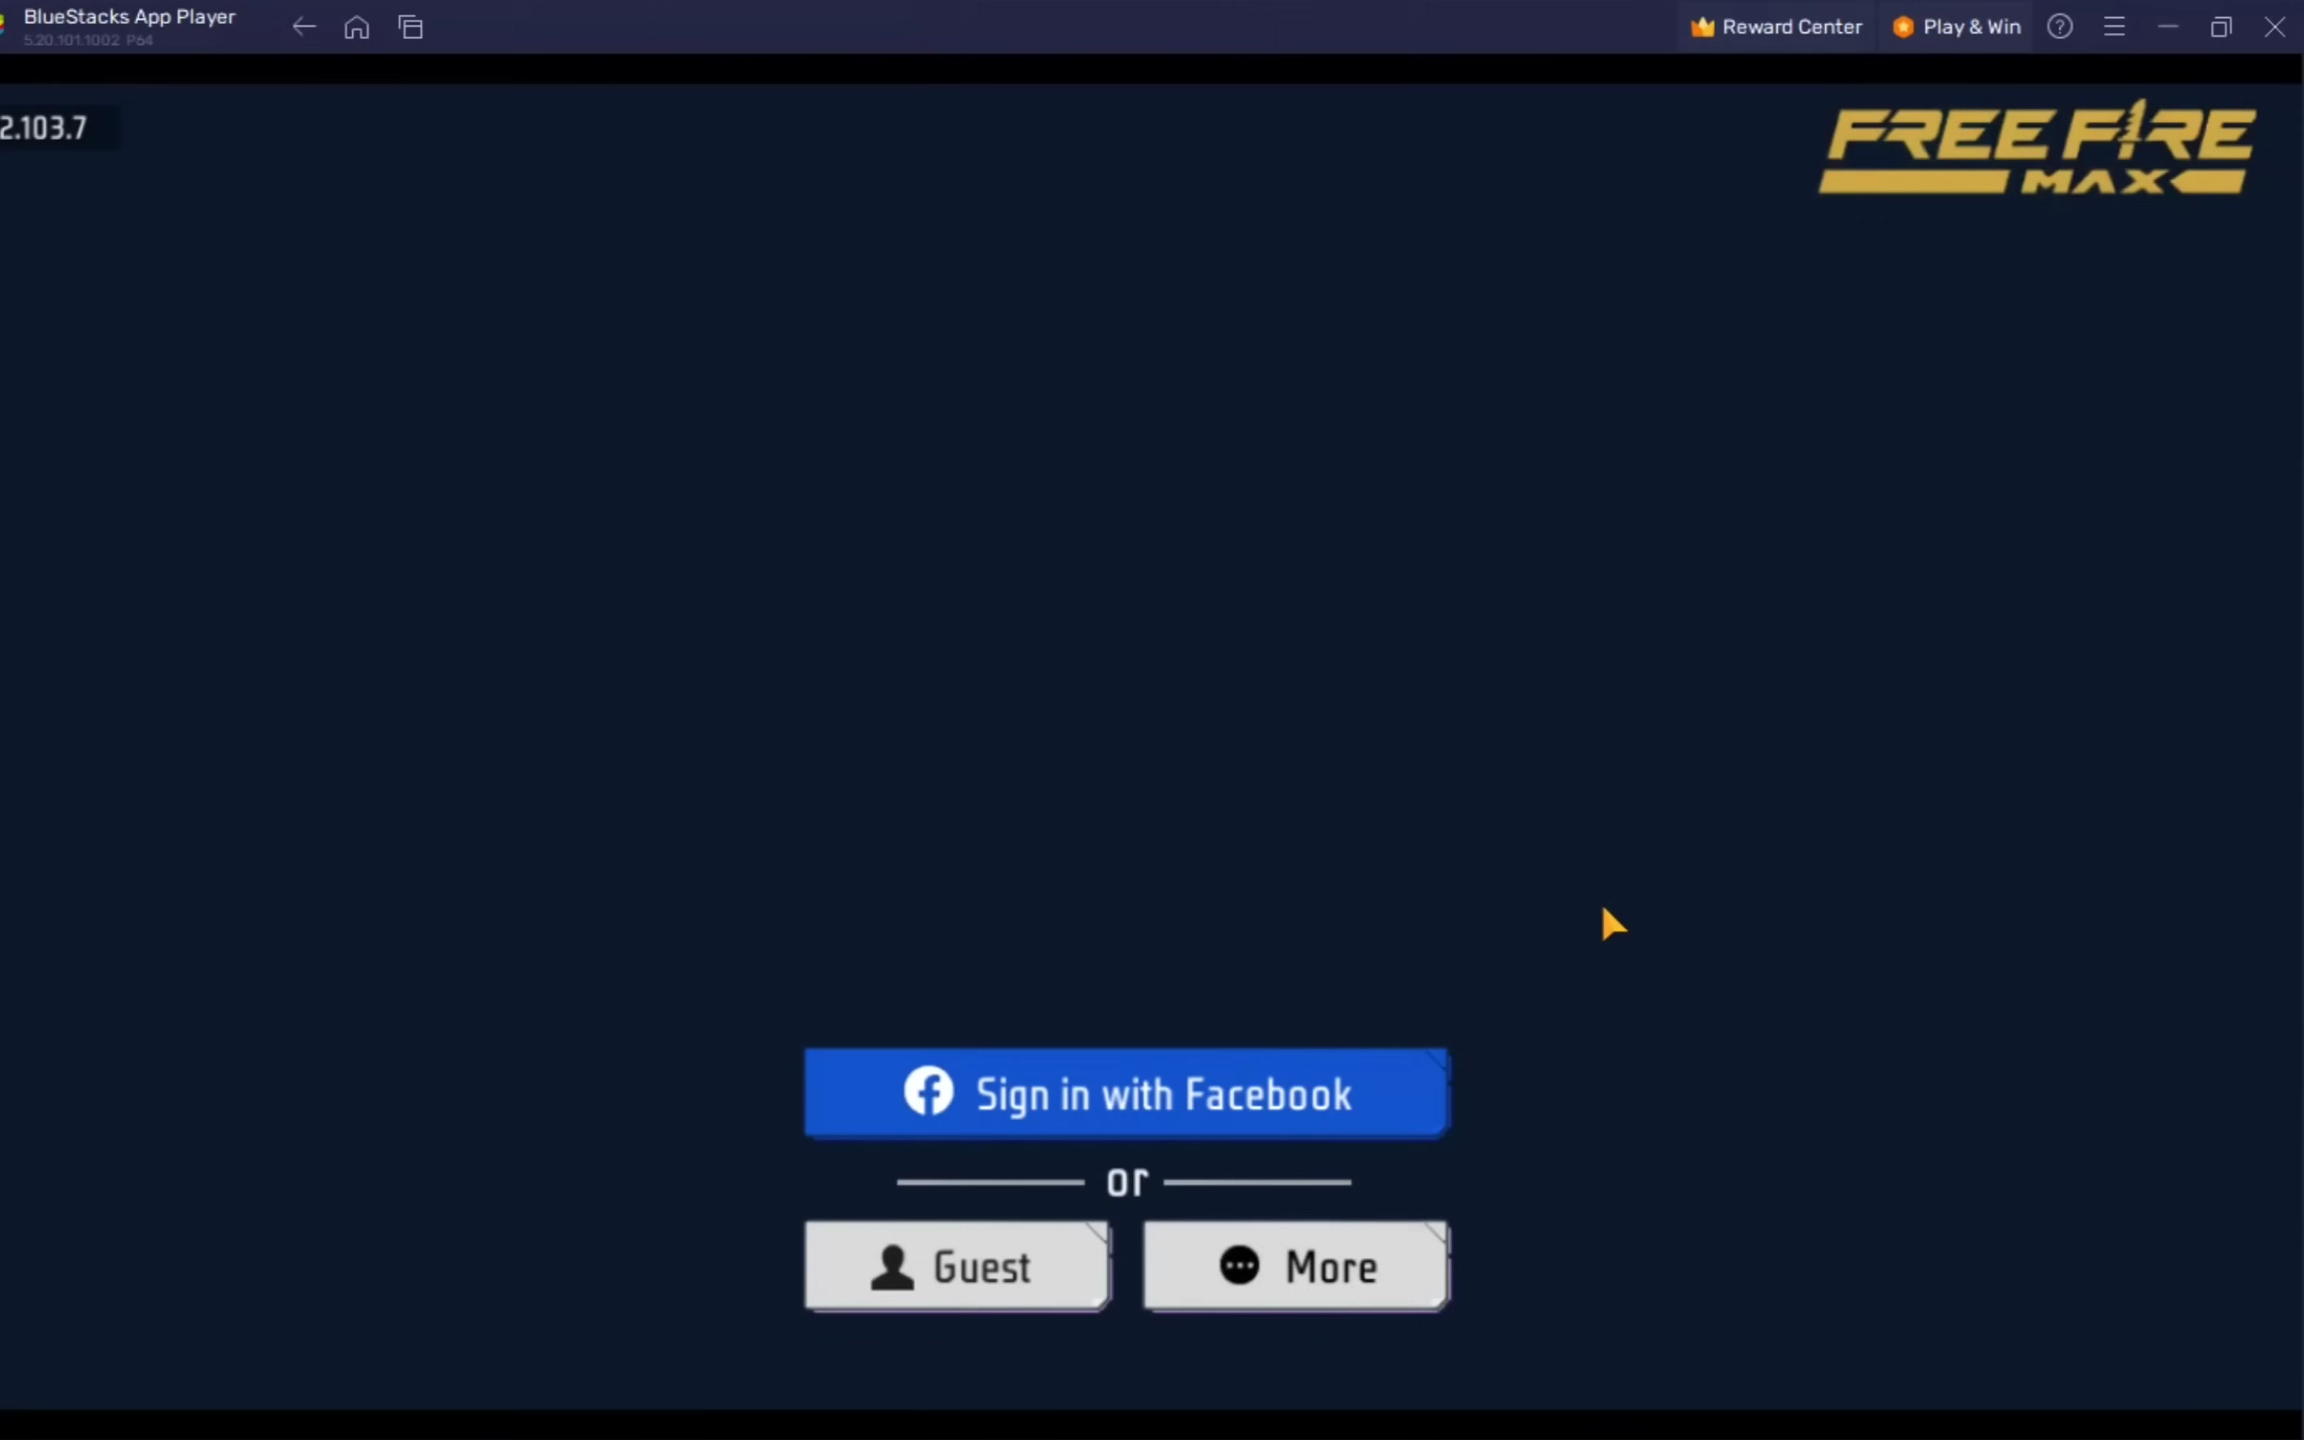 BlueStacks App Player
5.20.101.1002 P64
Reward Center
Play & Win
2.103.7
FREE FIRE
MAX
Sign in with Facebook
or
Guest
More